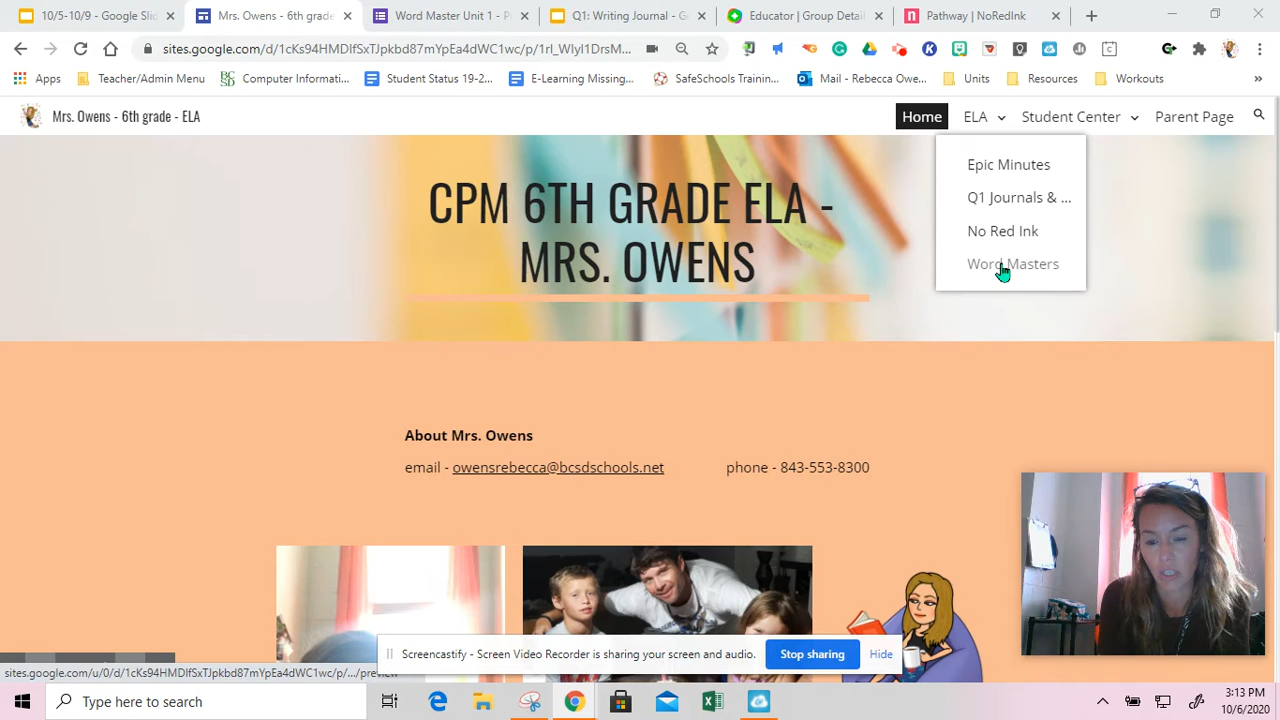 10/5-10/9 - Google Slid
Mrs. Owens - 6th grade
Word Master Unit 1 - P
Q1: Writing Journal - G
Educator | Group Detail
Pathway | NoRedInk
sites.google.com/d/1cKs94HMDIfSxTJpkbd87mYpEa4dWC1wc/p/1rI_WIyI1DrsM...
Apps
Teacher/Admin Menu
Computer Informati...
Student Status 19-2...
E-Learning Missing...
SafeSchools Training...
Mail - Rebecca Owe...
Units
Resources
Workouts
»
Mrs. Owens - 6th grade - ELA
Home
ELA
Student Center
Parent Page
Epic Minutes
Q1 Journals & ...
No Red Ink
Word Masters
CPM 6TH GRADE ELA -
MRS. OWENS
About Mrs. Owens
email - owensrebecca@bcsdschools.net
phone - 843-553-8300
Screencastify - Screen Video Recorder is sharing your screen and audio.
Stop sharing
Hide
sites.google.com/u/0/d/1cKs94HMDIfSxTJpkbd87mYpEa4dWC1wc/p/.../preview
Type here to search
3:13 PM
10/6/2020